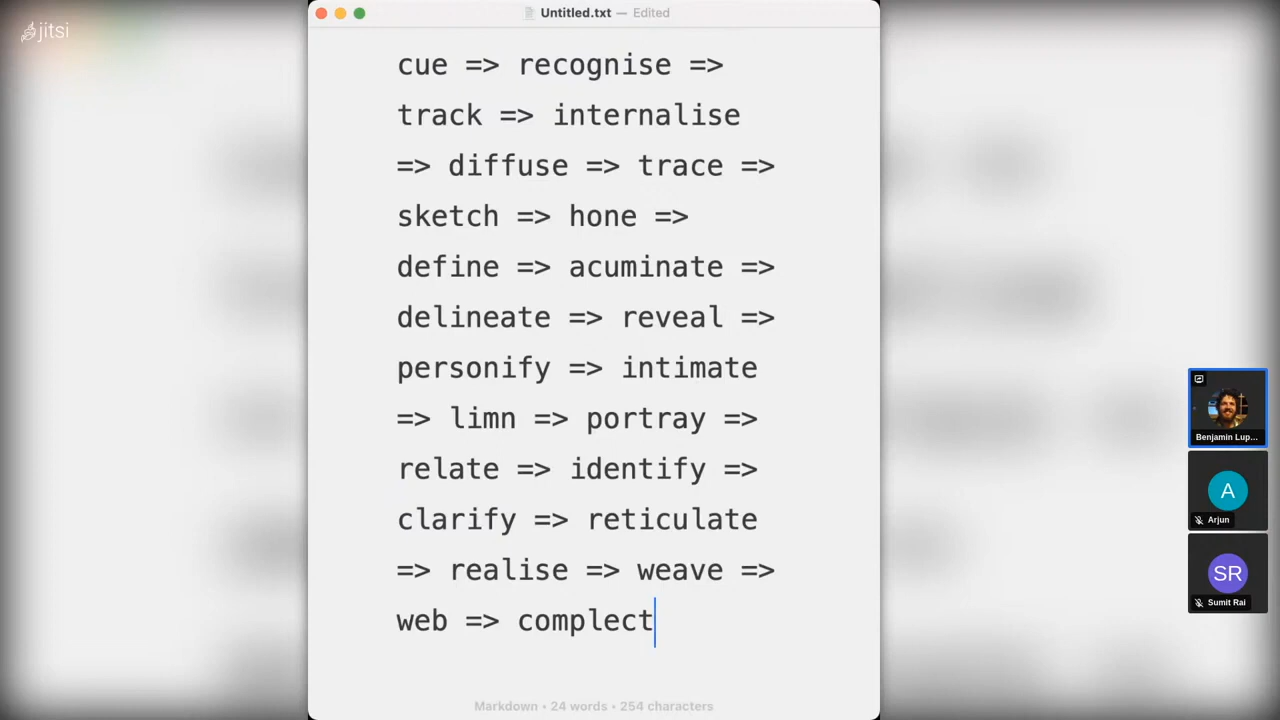 jitsi
Untitled.txt — Edited
cue => recognise =>
track => internalise
=> diffuse => trace =>
sketch => hone =>
define => acuminate =>
delineate => reveal =>
personify => intimate
=> limn => portray =>
relate => identify =>
clarify => reticulate
=> realise => weave =>
web => complect
Markdown • 24 words • 254 characters
Benjamin Lup...
A
Arjun
SR
Sumit Rai